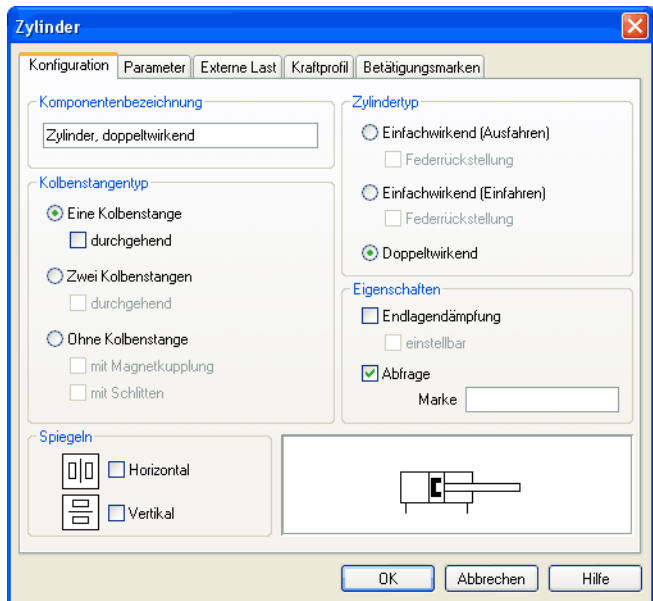 Zylinder
Konfiguration Parameter Externe Last Kraftprofil Betätigungsmarken
Komponentenbezeichnung
Zylinder, doppeltwirkend
Kolbenstangentyp
Eine Kolbenstange
durchgehend
Zwei Kolbenstangen
durchgehend
Ohne Kolbenstange
mit Magnetkupplung
mit Schlitten
Zylindertyp
Einfachwirkend (Ausfahren)
Federrückstellung
Einfachwirkend (Einfahren)
Federrückstellung
Doppeltwirkend
Eigenschaften
Endlagendämpfung
einstellbar
Abfrage
Marke
Spiegeln
Horizontal
Vertikal
OK Abbrechen Hilfe